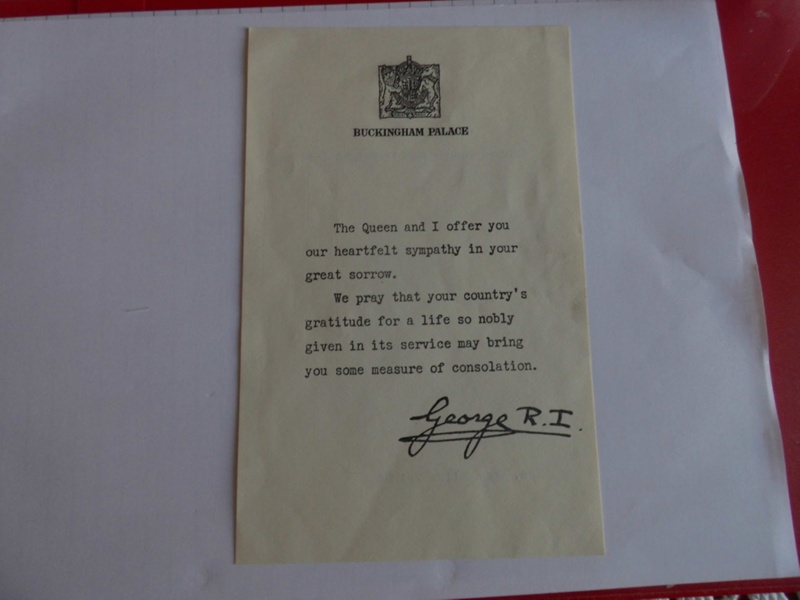 BUCKINGHAM PALACE
The Queen and I offer you
our heartfelt sympathy in your
great sorrow.
We pray that your country's
gratitude for a life so nobly
given in its service may bring
you some measure of consolation.
George R.I.